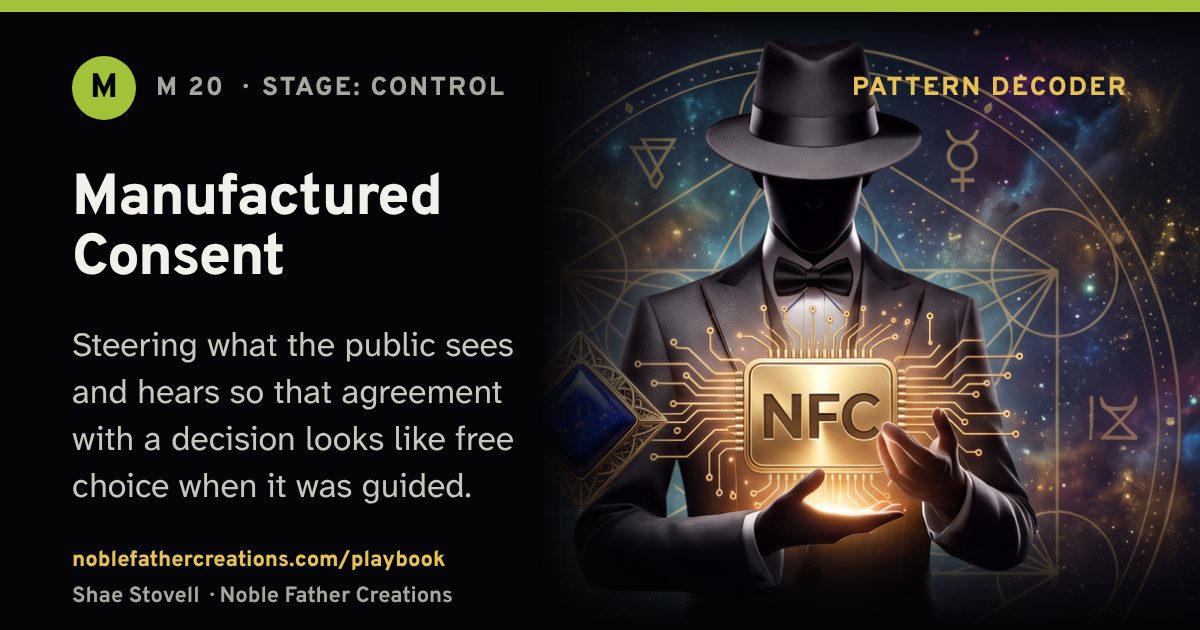 M
M 20 · STAGE: CONTROL
PATTERN DECODER
Manufactured
Consent
Steering what the public sees
and hears so that agreement
with a decision looks like free
choice when it was guided.
NFC
noblefathercreations.com/playbook
Shae Stovell · Noble Father Creations